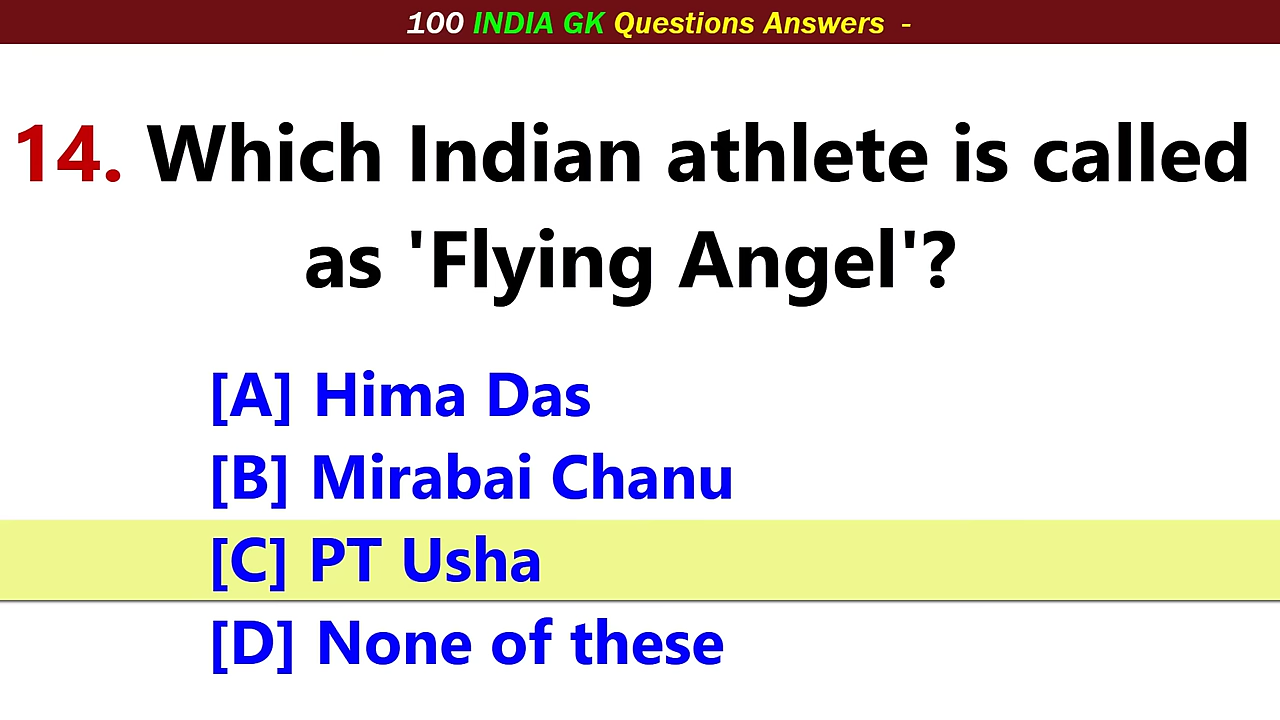 100 INDIA GK Questions Answers -
14. Which Indian athlete is called
as 'Flying Angel'?
[A] Hima Das
[B] Mirabai Chanu
[C] PT Usha
[D] None of these